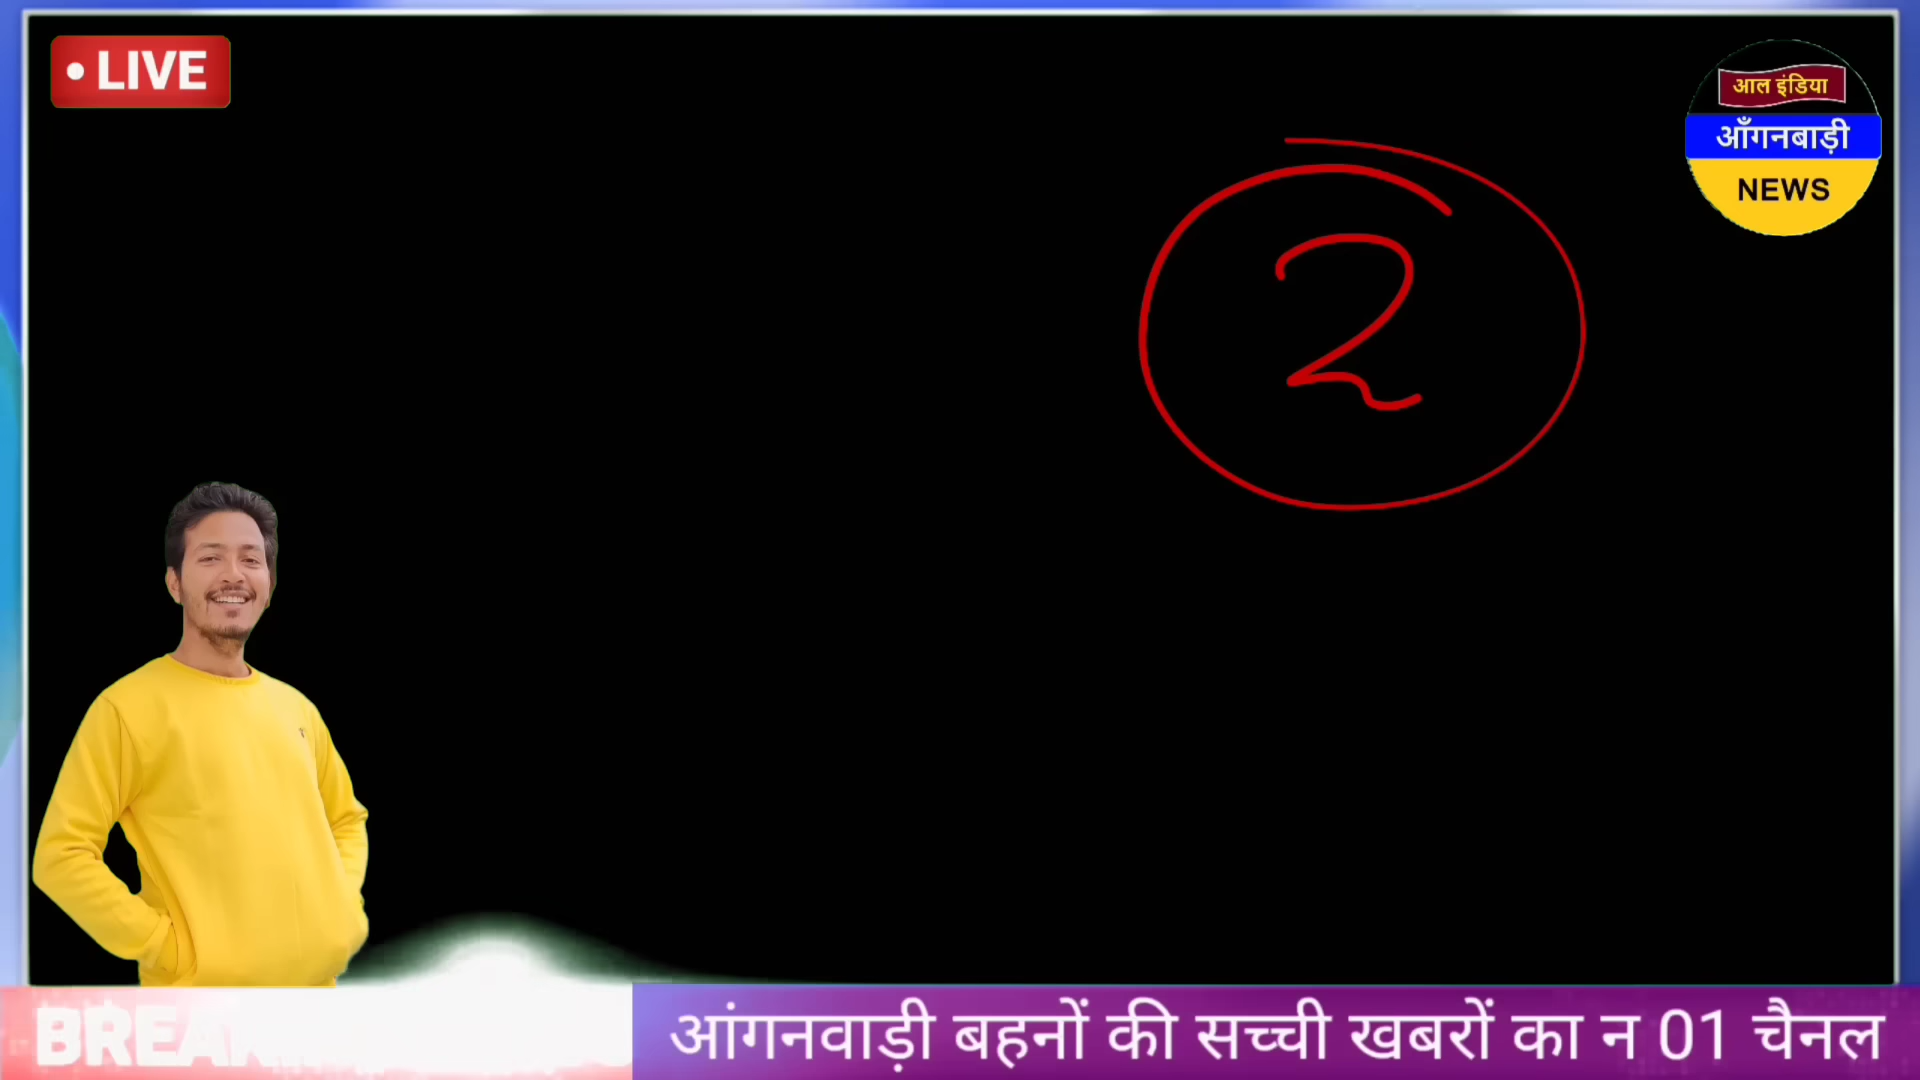 • LIVE
आल इंडिया
आँगनबाड़ी
NEWS
2
आंगनवाड़ी बहनों की सच्ची खबरों का न 01 चैनल